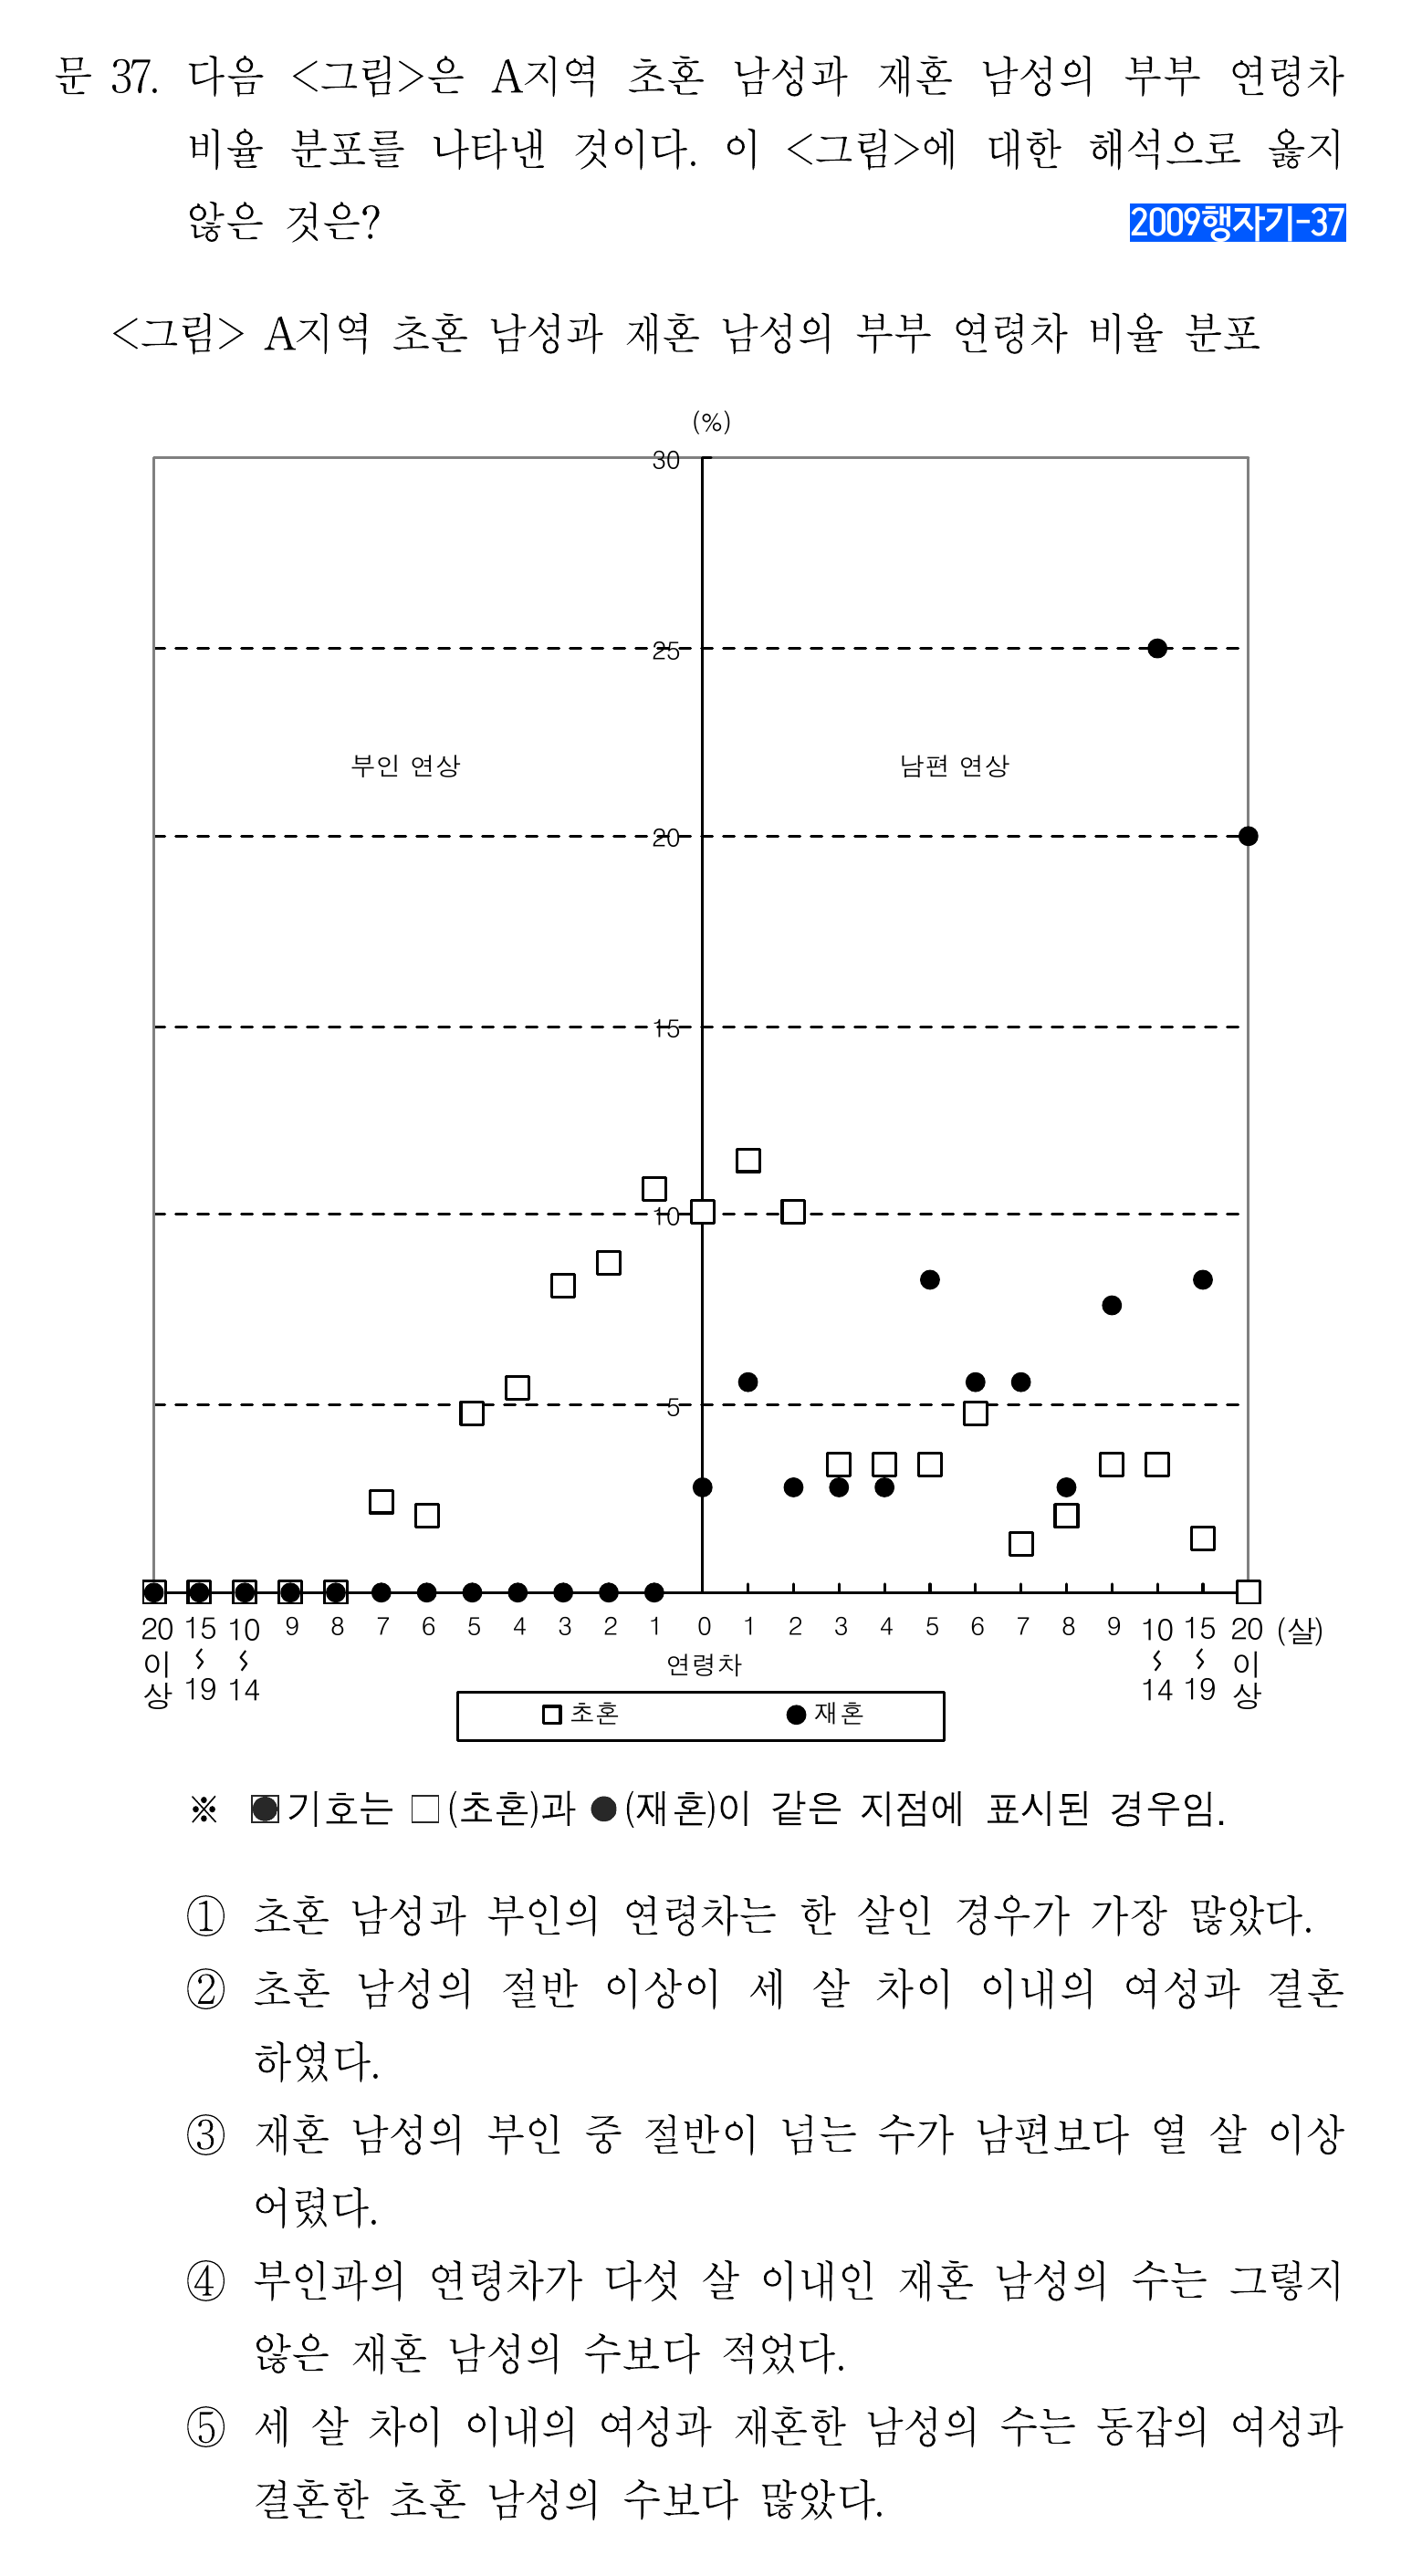 문 37. 다음 <그림>은 A지역 초혼 남성과 재혼 남성의 부부 연령차
비율 분포를 나타낸 것이다. 이 <그림>에 대한 해석으로 옳지
않은 것은?
2009행자기-37
<그림> A지역 초혼 남성과 재혼 남성의 부부 연령차 비율 분포
(%)
30
25
부인 연상 남편 연상
20
15
10
5
20이상 15~19 10~14 9 8 7 6 5 4 3 2 1 0 1 2 3 4 5 6 7 8 9 10~14 15~19 20이상 (살)
연령차
□초혼 ●재혼
※ ▣기호는 □(초혼)과 ●(재혼)이 같은 지점에 표시된 경우임.
① 초혼 남성과 부인의 연령차는 한 살인 경우가 가장 많았다.
② 초혼 남성의 절반 이상이 세 살 차이 이내의 여성과 결혼
하였다.
③ 재혼 남성의 부인 중 절반이 넘는 수가 남편보다 열 살 이상
어렸다.
④ 부인과의 연령차가 다섯 살 이내인 재혼 남성의 수는 그렇지
않은 재혼 남성의 수보다 적었다.
⑤ 세 살 차이 이내의 여성과 재혼한 남성의 수는 동갑의 여성과
결혼한 초혼 남성의 수보다 많았다.